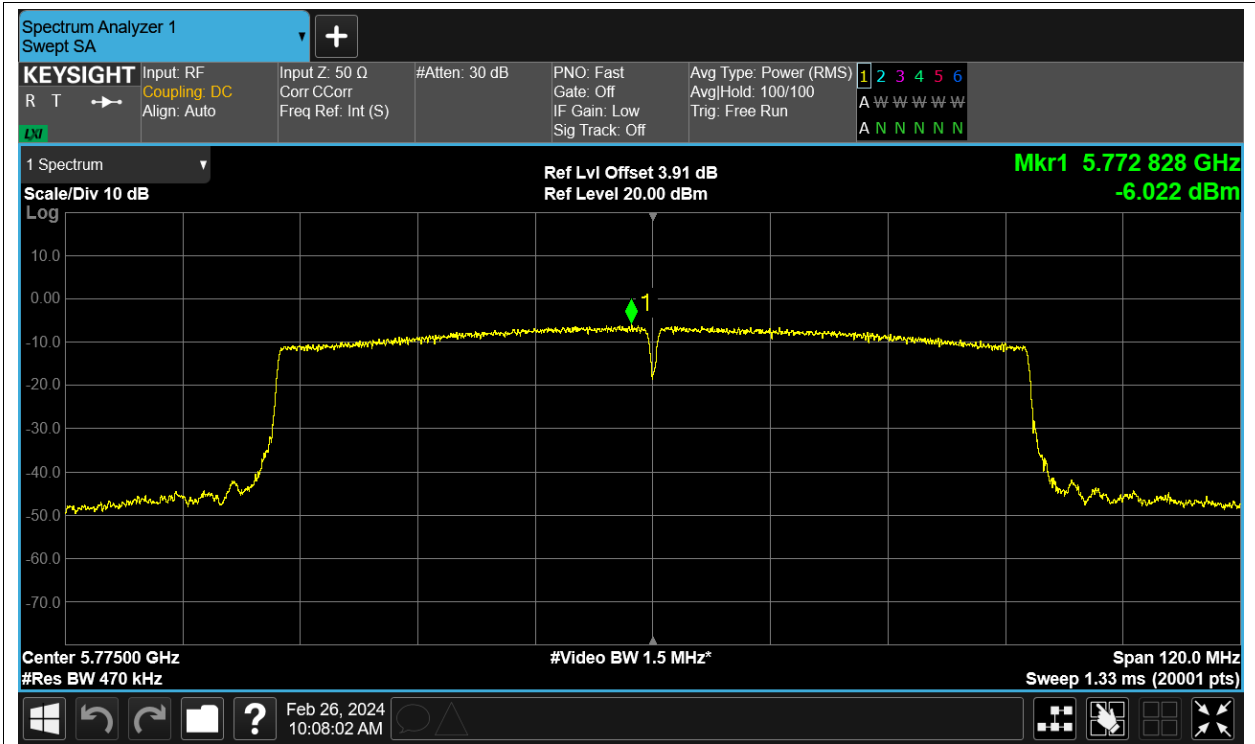 Spectrum Analyzer 1
Swept SA
KEYSIGHT
R T
LXI
Input: RF
Coupling: DC
Align: Auto
Input Z: 50 Ω
Corr CCorr
Freq Ref: Int (S)
#Atten: 30 dB
PNO: Fast
Gate: Off
IF Gain: Low
Sig Track: Off
Avg Type: Power (RMS)
Avg|Hold: 100/100
Trig: Free Run
1 2 3 4 5 6
A W W W W W
A N N N N N
1 Spectrum
Scale/Div 10 dB
Ref Lvl Offset 3.91 dB
Ref Level 20.00 dBm
Mkr1 5.772 828 GHz
-6.022 dBm
Log
10.0
0.00
1
-10.0
-20.0
-30.0
-40.0
-50.0
-60.0
-70.0
Center 5.77500 GHz
#Res BW 470 kHz
#Video BW 1.5 MHz*
Span 120.0 MHz
Sweep 1.33 ms (20001 pts)
?
Feb 26, 2024
10:08:02 AM